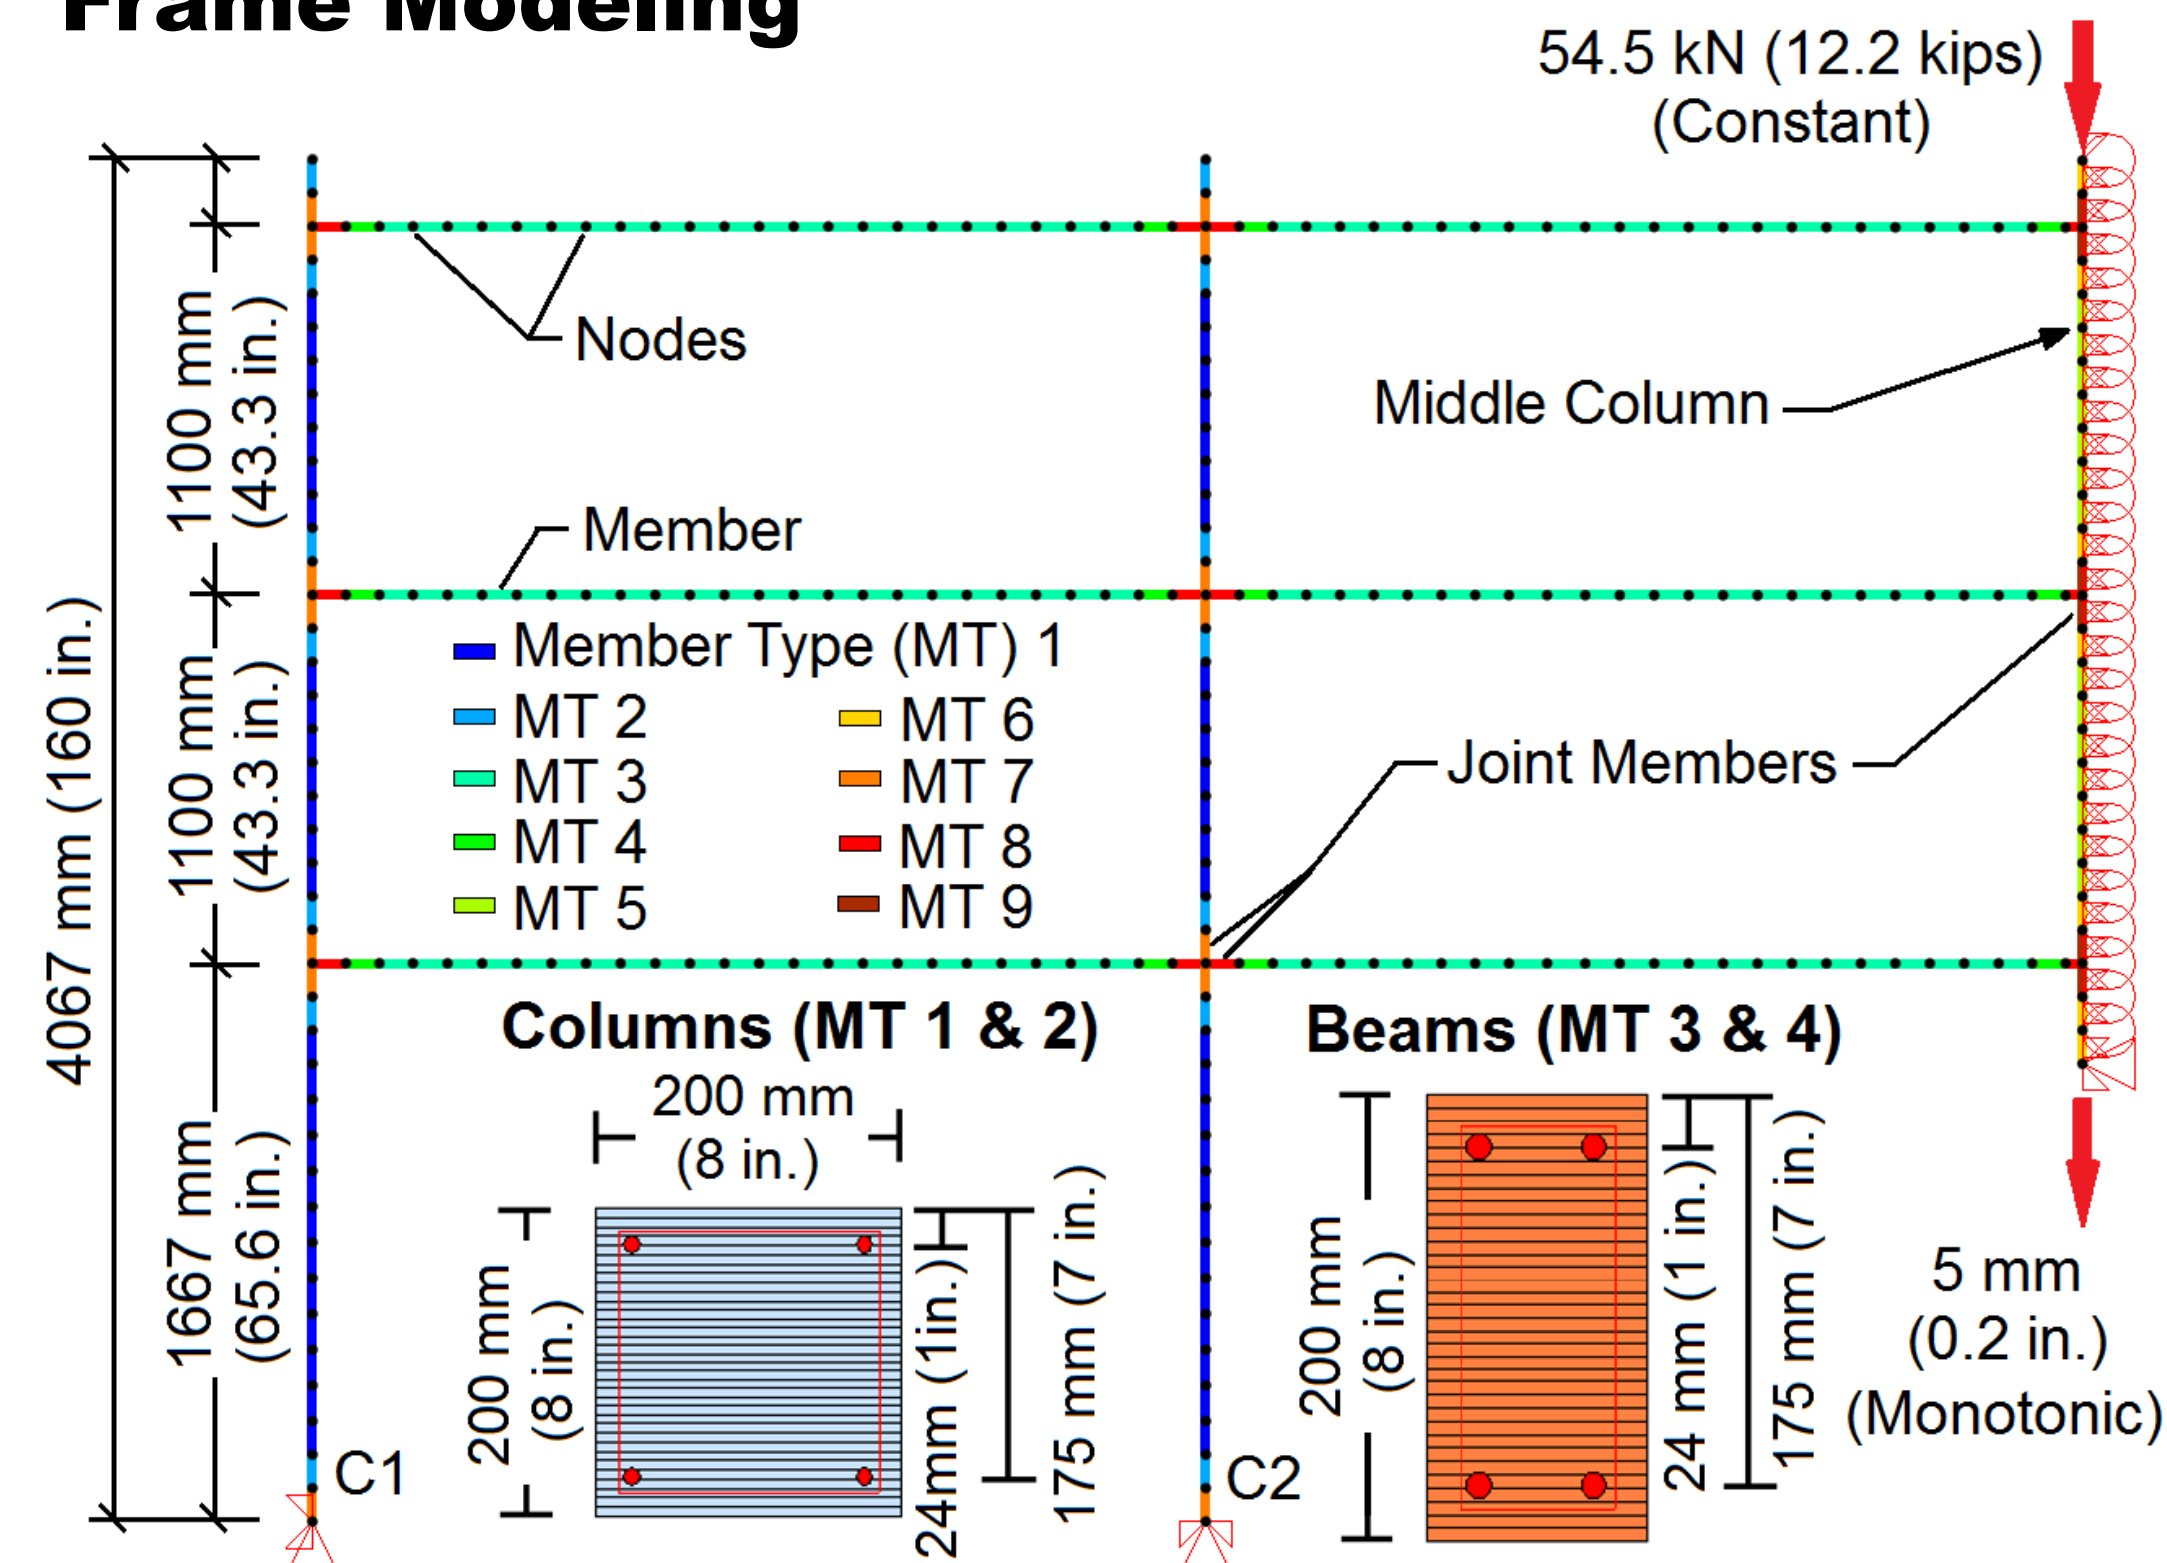 Frame Modeling
54.5 kN (12.2 kips)
(Constant)
4067 mm (160 in.)
1100 mm
(43.3 in.)
1100 mm
(43.3 in.)
1667 mm
(65.6 in.)
Nodes
Middle Column
Member
Member Type (MT) 1
MT 2
MT 3
MT 4
MT 5
MT 6
MT 7
MT 8
MT 9
Joint Members
Columns (MT 1 & 2)
200 mm
(8 in.)
200 mm
(8 in.)
24mm (1in.)
175 mm (7 in.)
Beams (MT 3 & 4)
200 mm
(8 in.)
24 mm (1 in.)
175 mm (7 in.)
5 mm
(0.2 in.)
(Monotonic)
C1
C2